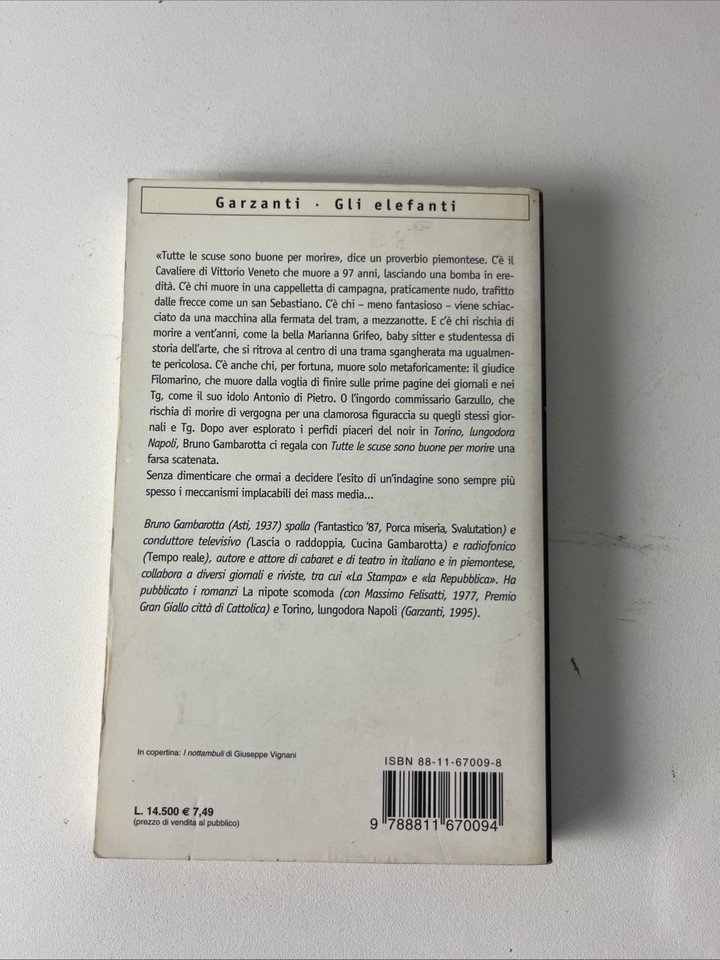 Garzanti · Gli elefanti
«Tutte le scuse sono buone per morire», dice un proverbio piemontese. C'è il
Cavaliere di Vittorio Veneto che muore a 97 anni, lasciando una bomba in ere-
dità. C'è chi muore in una cappelletta di campagna, praticamente nudo, trafitto
dalle frecce come un san Sebastiano. C'è chi – meno fantasioso – viene schiac-
ciato da una macchina alla fermata del tram, a mezzanotte. E c'è chi rischia di
morire a vent'anni, come la bella Marianna Grifeo, baby sitter e studentessa di
storia dell'arte, che si ritrova al centro di una trama sgangherata ma ugualmen-
te pericolosa. C'è anche chi, per fortuna, muore solo metaforicamente: il giudice
Filomarino, che muore dalla voglia di finire sulle prime pagine dei giornali e nei
Tg, come il suo idolo Antonio di Pietro. O l'ingordo commissario Garzullo, che
rischia di morire di vergogna per una clamorosa figuraccia su quegli stessi gior-
nali e Tg. Dopo aver esplorato i perfidi piaceri del noir in Torino, lungodora
Napoli, Bruno Gambarotta ci regala con Tutte le scuse sono buone per morire una
farsa scatenata.
Senza dimenticare che ormai a decidere l'esito di un'indagine sono sempre più
spesso i meccanismi implacabili dei mass media...
Bruno Gambarotta (Asti, 1937) spalla (Fantastico '87, Porca miseria, Svalutation) e
conduttore televisivo (Lascia o raddoppia, Cucina Gambarotta) e radiofonico
(Tempo reale), autore e attore di cabaret e di teatro in italiano e in piemontese,
collabora a diversi giornali e riviste, tra cui «La Stampa» e «la Repubblica». Ha
pubblicato i romanzi La nipote scomoda (con Massimo Felisatti, 1977, Premio
Gran Giallo città di Cattolica) e Torino, lungodora Napoli (Garzanti, 1995).
In copertina: I nottambuli di Giuseppe Vignani
ISBN 88-11-67009-8
L. 14.500 € 7,49
(prezzo di vendita al pubblico)
9 788811 670094